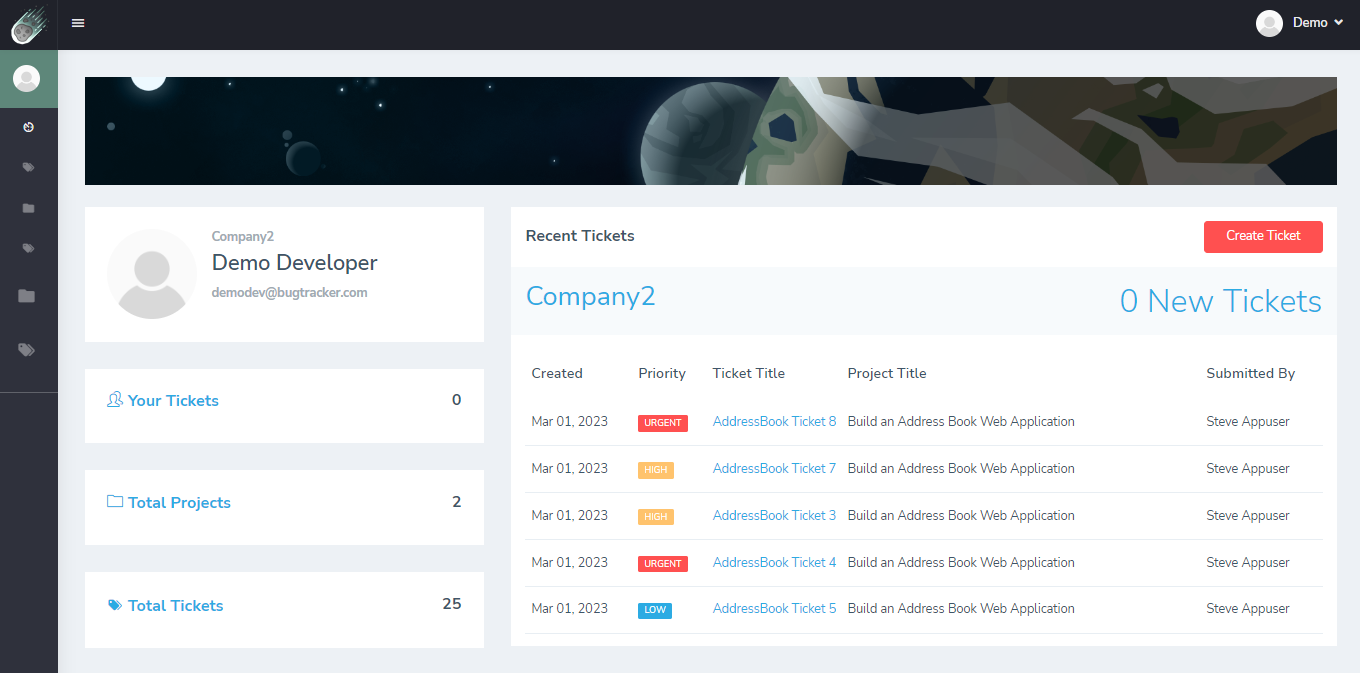 Demo
Company2
Demo Developer
demodev@bugtracker.com
Your Tickets 0
Total Projects 2
Total Tickets 25
Recent Tickets Create Ticket
Company2 0 New Tickets
Created Priority Ticket Title Project Title Submitted By
Mar 01, 2023 URGENT AddressBook Ticket 8 Build an Address Book Web Application Steve Appuser
Mar 01, 2023 HIGH AddressBook Ticket 7 Build an Address Book Web Application Steve Appuser
Mar 01, 2023 HIGH AddressBook Ticket 3 Build an Address Book Web Application Steve Appuser
Mar 01, 2023 URGENT AddressBook Ticket 4 Build an Address Book Web Application Steve Appuser
Mar 01, 2023 LOW AddressBook Ticket 5 Build an Address Book Web Application Steve Appuser